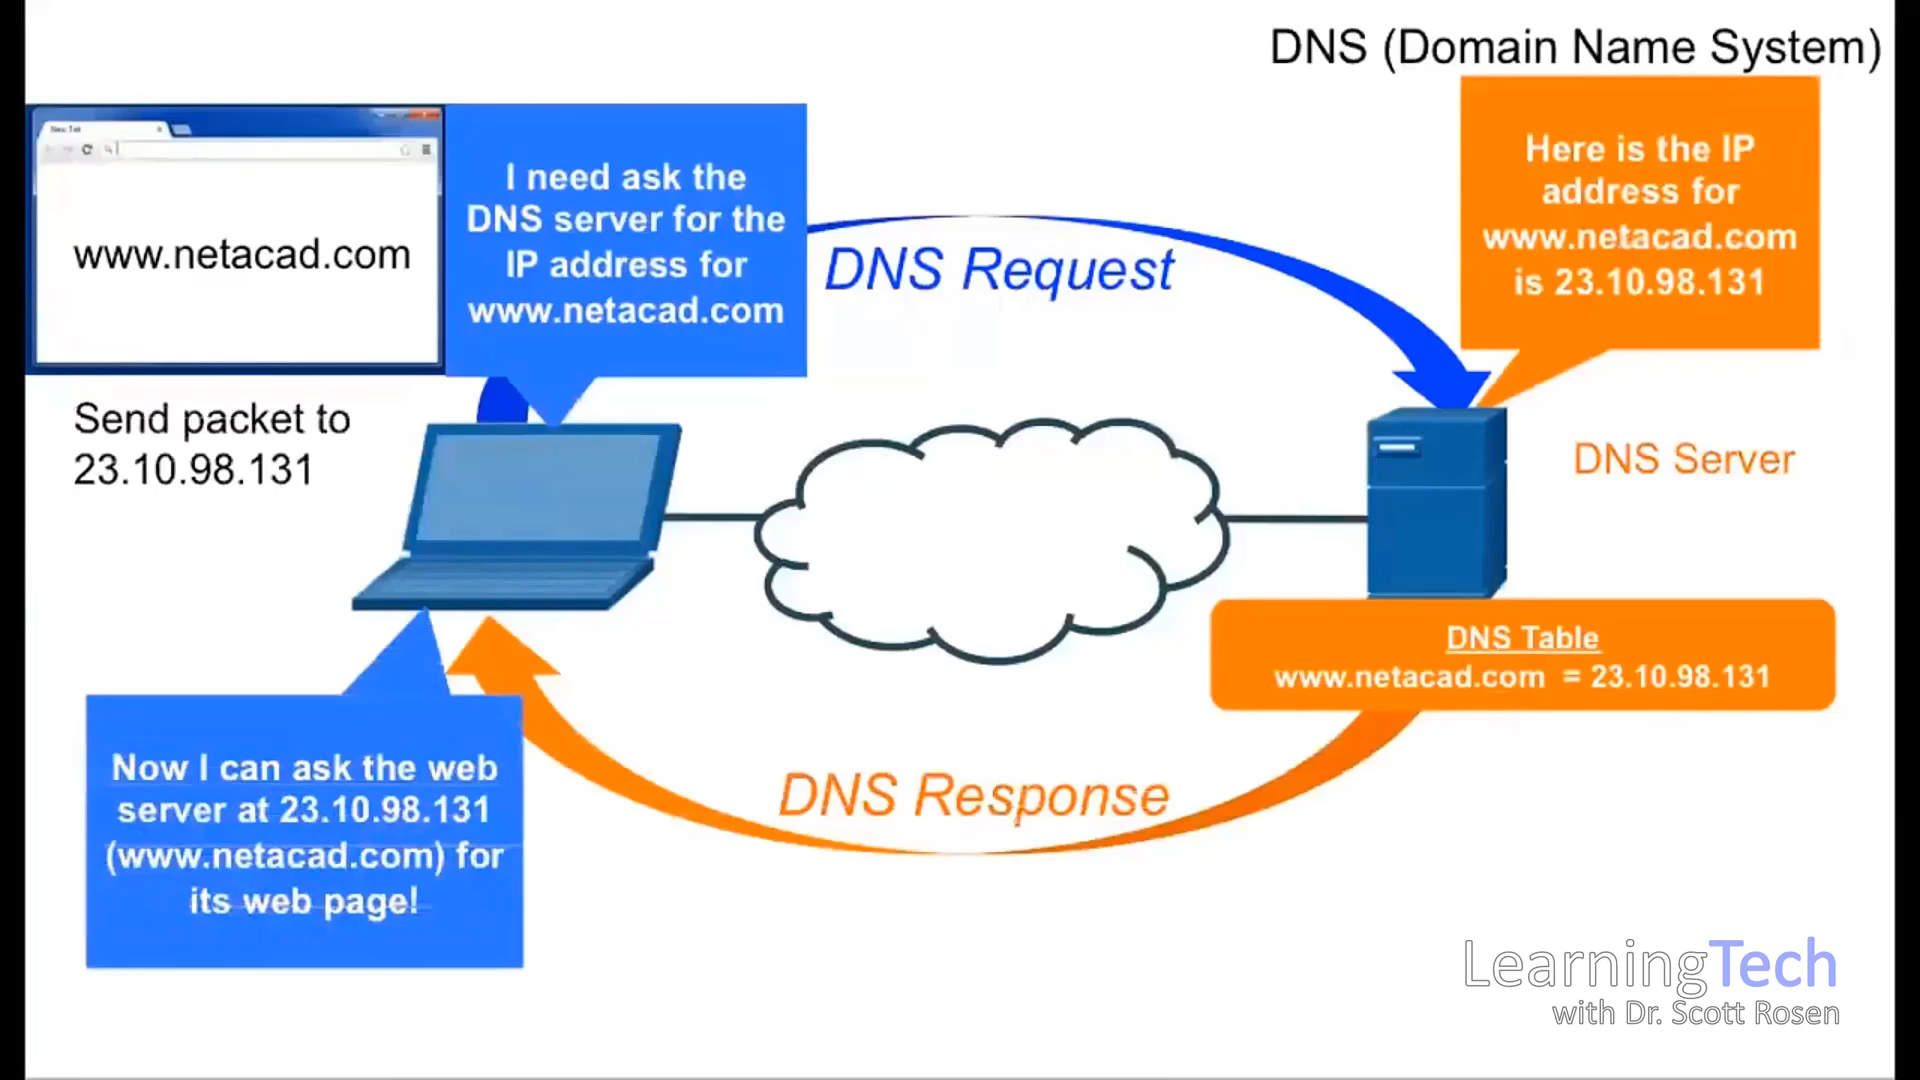 DNS (Domain Name System)
New Tab
www.netacad.com
I need ask the
DNS server for the
IP address for
www.netacad.com
DNS Request
Here is the IP
address for
www.netacad.com
is 23.10.98.131
Send packet to
23.10.98.131
DNS Server
DNS Table
www.netacad.com = 23.10.98.131
Now I can ask the web
server at 23.10.98.131
(www.netacad.com) for
its web page!
DNS Response
LearningTech
with Dr. Scott Rosen